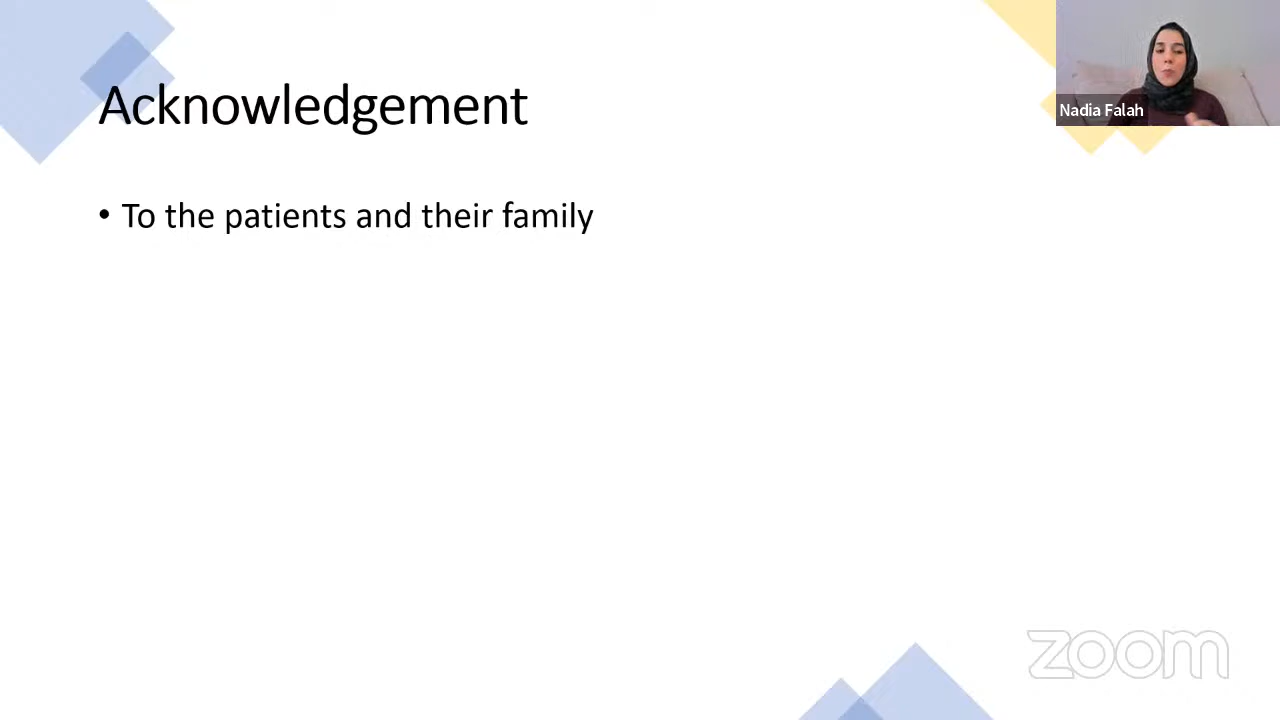 Acknowledgement
Nadia Falah
• To the patients and their family
zoom